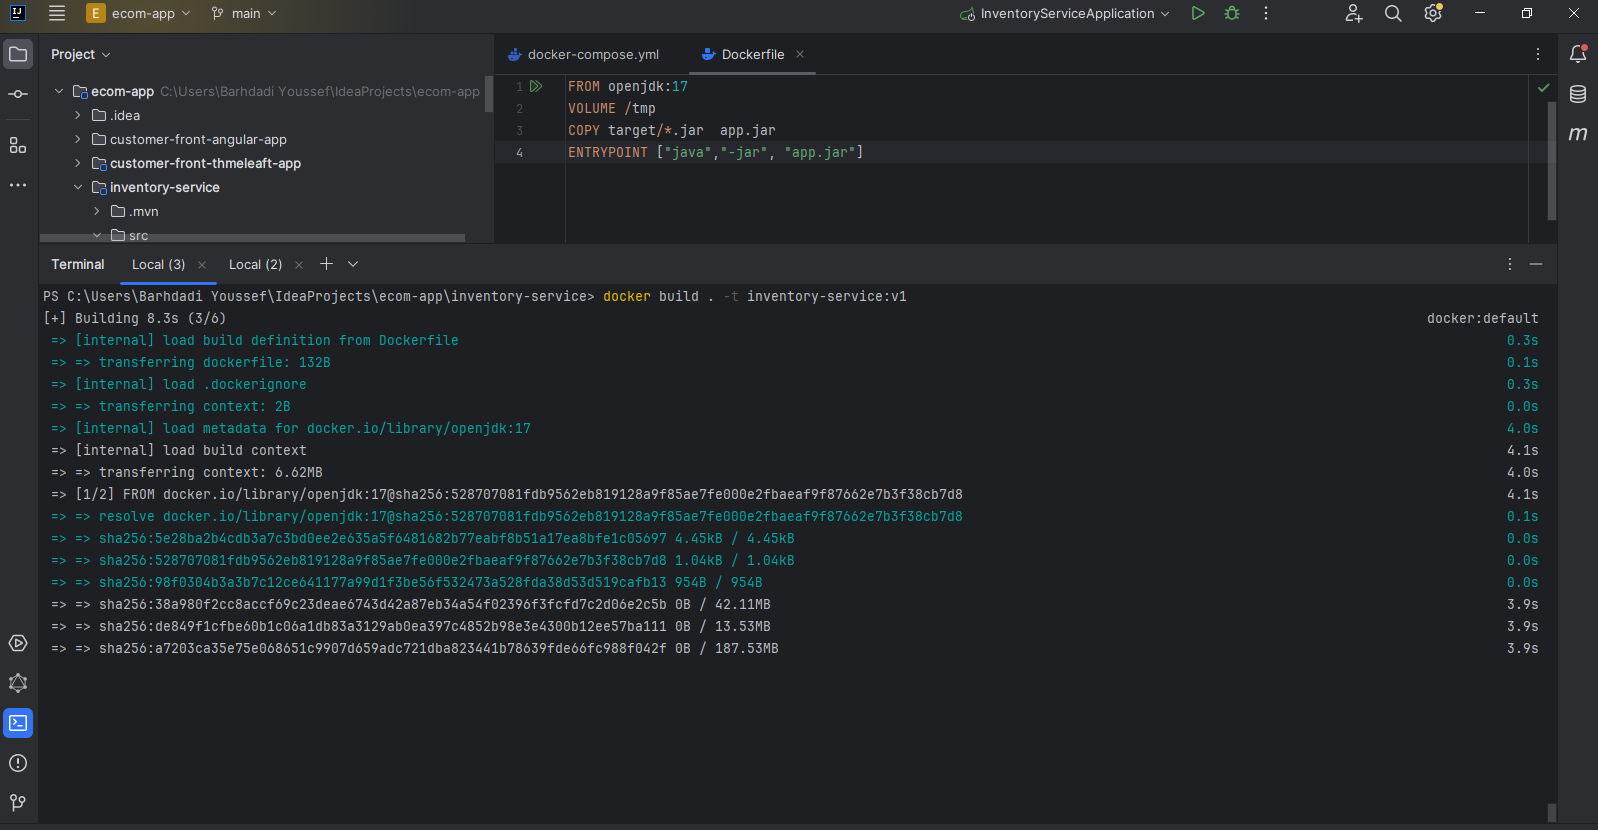 IJ
E ecom-app
main
InventoryServiceApplication
Project
ecom-app C:\Users\Barhdadi Youssef\IdeaProjects\ecom-app
.idea
customer-front-angular-app
customer-front-thmeleaft-app
inventory-service
.mvn
src
docker-compose.yml
Dockerfile
1 FROM openjdk:17
2 VOLUME /tmp
3 COPY target/*.jar  app.jar
4 ENTRYPOINT ["java","-jar", "app.jar"]
m
Terminal Local (3) Local (2)
PS C:\Users\Barhdadi Youssef\IdeaProjects\ecom-app\inventory-service> docker build . -t inventory-service:v1
[+] Building 8.3s (3/6) docker:default
=> [internal] load build definition from Dockerfile 0.3s
=> => transferring dockerfile: 132B 0.1s
=> [internal] load .dockerignore 0.3s
=> => transferring context: 2B 0.0s
=> [internal] load metadata for docker.io/library/openjdk:17 4.0s
=> [internal] load build context 4.1s
=> => transferring context: 6.62MB 4.0s
=> [1/2] FROM docker.io/library/openjdk:17@sha256:528707081fdb9562eb819128a9f85ae7fe000e2fbaeaf9f87662e7b3f38cb7d8 4.1s
=> => resolve docker.io/library/openjdk:17@sha256:528707081fdb9562eb819128a9f85ae7fe000e2fbaeaf9f87662e7b3f38cb7d8 0.1s
=> => sha256:5e28ba2b4cdb3a7c3bd0ee2e635a5f6481682b77eabf8b51a17ea8bfe1c05697 4.45kB / 4.45kB 0.0s
=> => sha256:528707081fdb9562eb819128a9f85ae7fe000e2fbaeaf9f87662e7b3f38cb7d8 1.04kB / 1.04kB 0.0s
=> => sha256:98f0304b3a3b7c12ce641177a99d1f3be56f532473a528fda38d53d519cafb13 954B / 954B 0.0s
=> => sha256:38a980f2cc8accf69c23deae6743d42a87eb34a54f02396f3fcfd7c2d06e2c5b 0B / 42.11MB 3.9s
=> => sha256:de849f1cfbe60b1c06a1db83a3129ab0ea397c4852b98e3e4300b12ee57ba111 0B / 13.53MB 3.9s
=> => sha256:a7203ca35e75e068651c9907d659adc721dba823441b78639fde66fc988f042f 0B / 187.53MB 3.9s